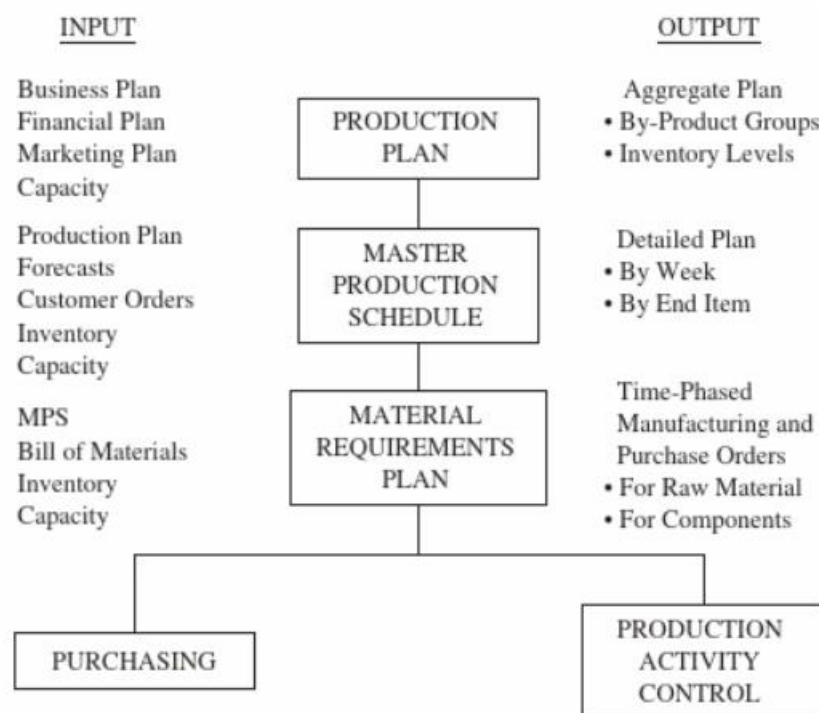 INPUT
OUTPUT
Business Plan
Financial Plan
Marketing Plan
Capacity
PRODUCTION
PLAN
Aggregate Plan
• By-Product Groups
• Inventory Levels
Production Plan
Forecasts
Customer Orders
Inventory
Capacity
MASTER
PRODUCTION
SCHEDULE
Detailed Plan
• By Week
• By End Item
MPS
Bill of Materials
Inventory
Capacity
MATERIAL
REQUIREMENTS
PLAN
Time-Phased
Manufacturing and
Purchase Orders
• For Raw Material
• For Components
PURCHASING
PRODUCTION
ACTIVITY
CONTROL